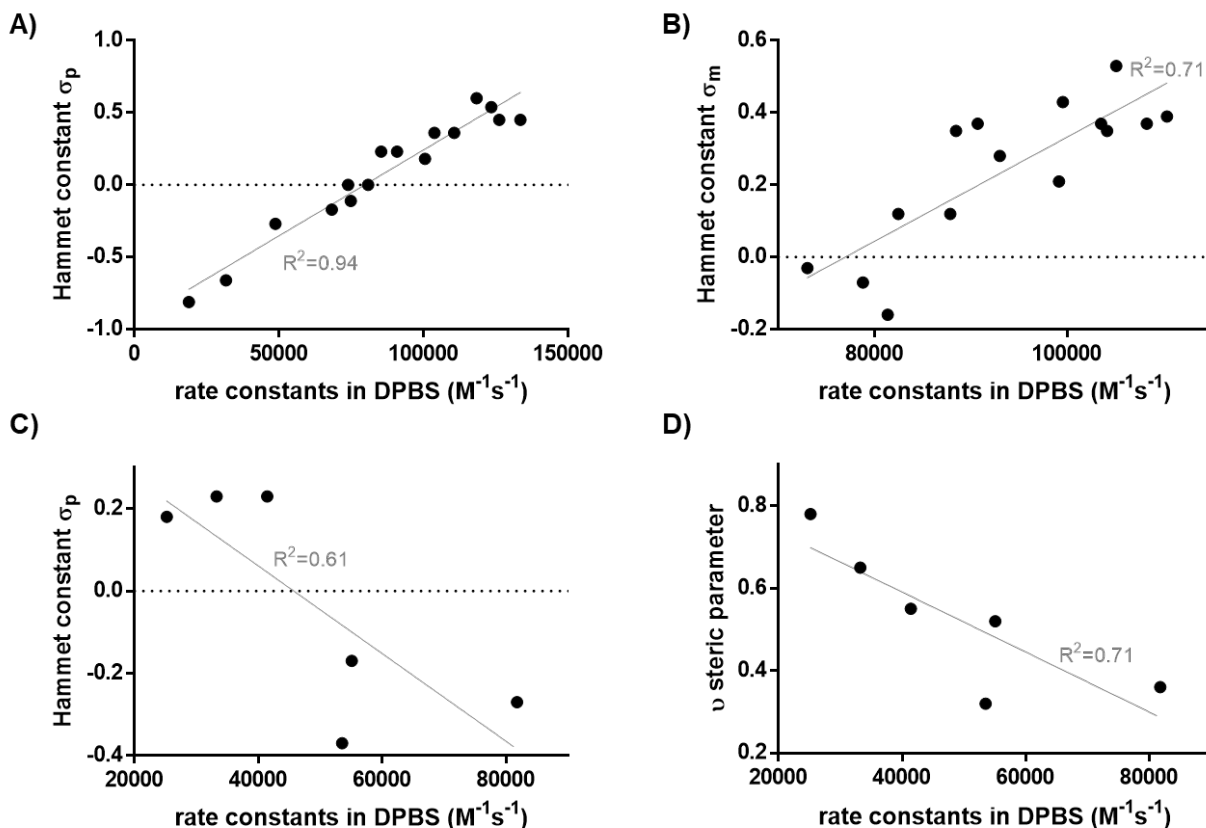 A)
Hammet constant σp
1.0
0.5
0.0
-0.5
-1.0
R²=0.94
0 50000 100000 150000
rate constants in DPBS (M⁻¹s⁻¹)
B)
Hammet constant σm
0.6
0.4
0.2
0.0
-0.2
R²=0.71
80000 100000
rate constants in DPBS (M⁻¹s⁻¹)
C)
Hammet constant σp
0.2
0.0
-0.2
-0.4
R²=0.61
20000 40000 60000 80000
rate constants in DPBS (M⁻¹s⁻¹)
D)
υ steric parameter
0.8
0.6
0.4
0.2
R²=0.71
20000 40000 60000 80000
rate constants in DPBS (M⁻¹s⁻¹)